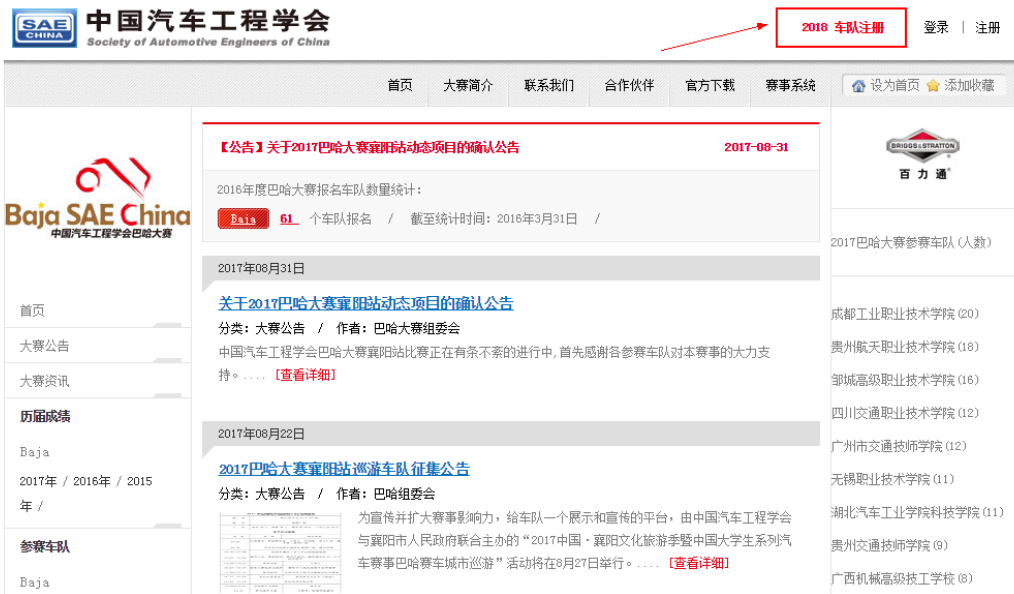 SAE CHINA
中国汽车工程学会
Society of Automotive Engineers of China
2018 车队注册
登录 | 注册
首页 大赛简介 联系我们 合作伙伴 官方下载 赛事系统 设为首页 添加收藏
Baja SAE China
中国汽车工程学会巴哈大赛
首页
大赛公告
大赛资讯
历届成绩
Baja
2017年 / 2016年 / 2015
年 /
参赛车队
Baja
【公告】关于2017巴哈大赛襄阳站动态项目的确认公告 2017-08-31
2016年度巴哈大赛报名车队数量统计:
Baja 61 个车队报名 / 截至统计时间: 2016年3月31日 /
2017年08月31日
关于2017巴哈大赛襄阳站动态项目的确认公告
分类: 大赛公告 / 作者: 巴哈大赛组委会
中国汽车工程学会巴哈大赛襄阳站比赛正在有条不紊的进行中,首先感谢各参赛车队对本赛事的大力支
持。.... [查看详细]
2017年08月22日
2017巴哈大赛襄阳站巡游车队征集公告
分类: 大赛公告 / 作者: 巴哈组委会
为宣传并扩大赛事影响力，给车队一个展示和宣传的平台，由中国汽车工程学会
与襄阳市人民政府联合主办的“2017中国·襄阳文化旅游季暨中国大学生系列汽
车赛事巴哈赛车城市巡游”活动将在8月27日举行。.... [查看详细]
BRIGGS&STRATTON
百力通
2017巴哈大赛参赛车队(人数)
成都工业职业技术学院(20)
贵州航天职业技术学院(18)
邹城高级职业技术学院(16)
四川交通职业技术学院(12)
广州市交通技师学院(12)
无锡职业技术学院(11)
湖北汽车工业学院科技学院(11)
贵州交通技师学院(9)
广西机械高级技工学校(8)